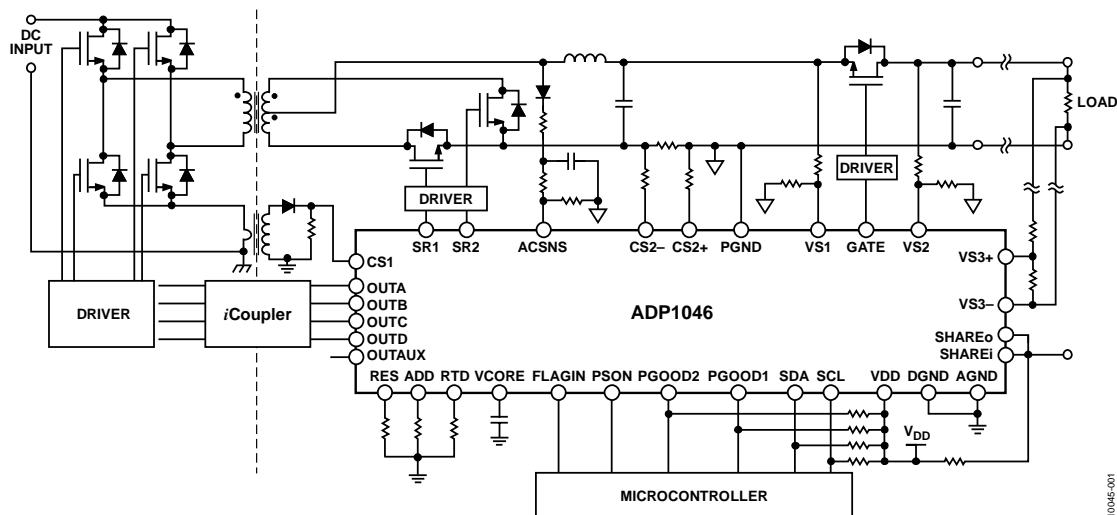 DC
INPUT
LOAD
DRIVER
DRIVER
SR1 SR2 ACSNS CS2– CS2+ PGND VS1 GATE VS2
CS1
VS3+
OUTA
OUTB
OUTC
OUTD
OUTAUX
DRIVER
iCoupler
ADP1046
VS3–
SHAREo
SHAREi
RES ADD RTD VCORE FLAGIN PSON PGOOD2 PGOOD1 SDA SCL VDD DGND AGND
VDD
MICROCONTROLLER
10045-001